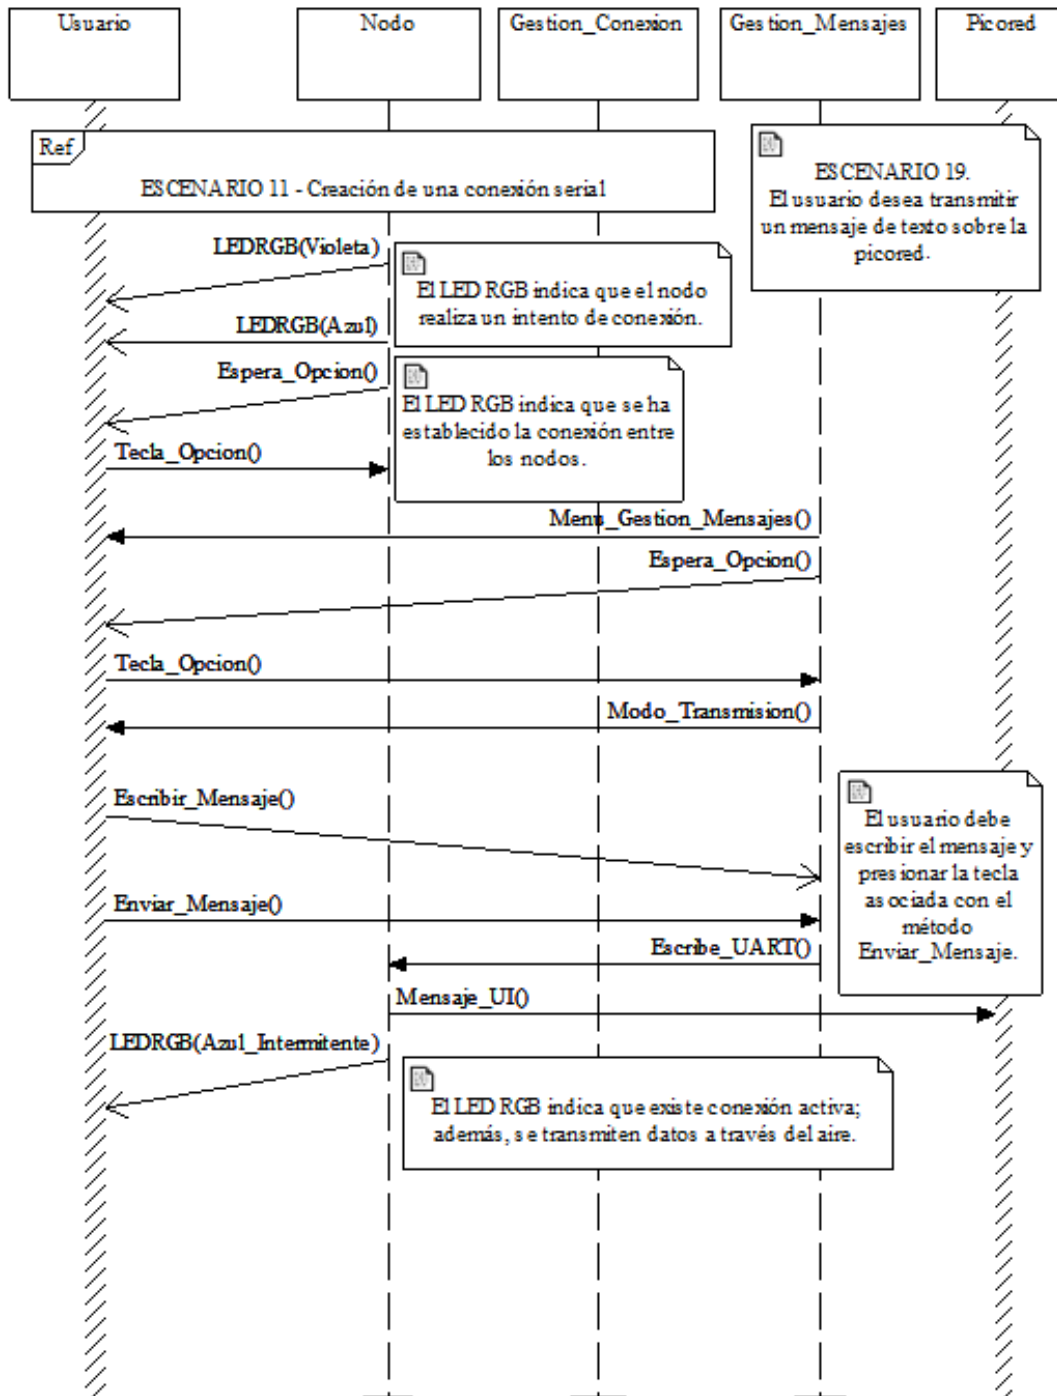 Usuario
Nodo
Gestion_Conexion
Gestion_Mensajes
Picored
Ref
ESCENARIO 11 - Creación de una conexión serial
ESCENARIO 19.
El usuario desea transmitir
un mensaje de texto sobre la
picored.
LEDRGB(Violeta)
El LED RGB indica que el nodo
realiza un intento de conexión.
LEDRGB(Azul)
Espera_Opcion()
El LED RGB indica que se ha
establecido la conexión entre
los nodos.
Tecla_Opcion()
Menu_Gestion_Mensajes()
Espera_Opcion()
Tecla_Opcion()
Modo_Transmision()
Escribir_Mensaje()
El usuario debe
escribir el mensaje y
presionar la tecla
asociada con el
método
Enviar_Mensaje.
Enviar_Mensaje()
Escribe_UART()
Mensaje_UI()
LEDRGB(Azul_Intermitente)
El LED RGB indica que existe conexión activa;
además, se transmiten datos a través del aire.